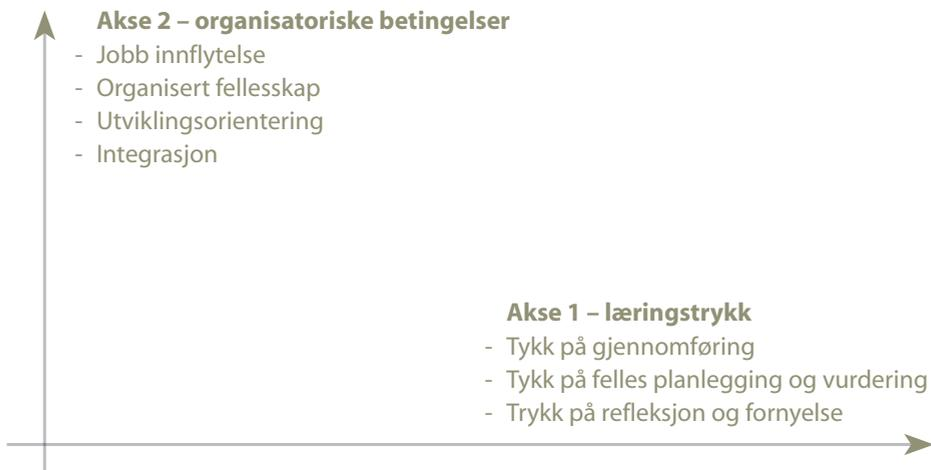 Akse 2 – organisatoriske betingelser
- Jobb innflytelse
- Organisert fellesskap
- Utviklingsorientering
- Integrasjon
Akse 1 – læringstrykk
- Tykk på gjennomføring
- Tykk på felles planlegging og vurdering
- Trykk på refleksjon og fornyelse